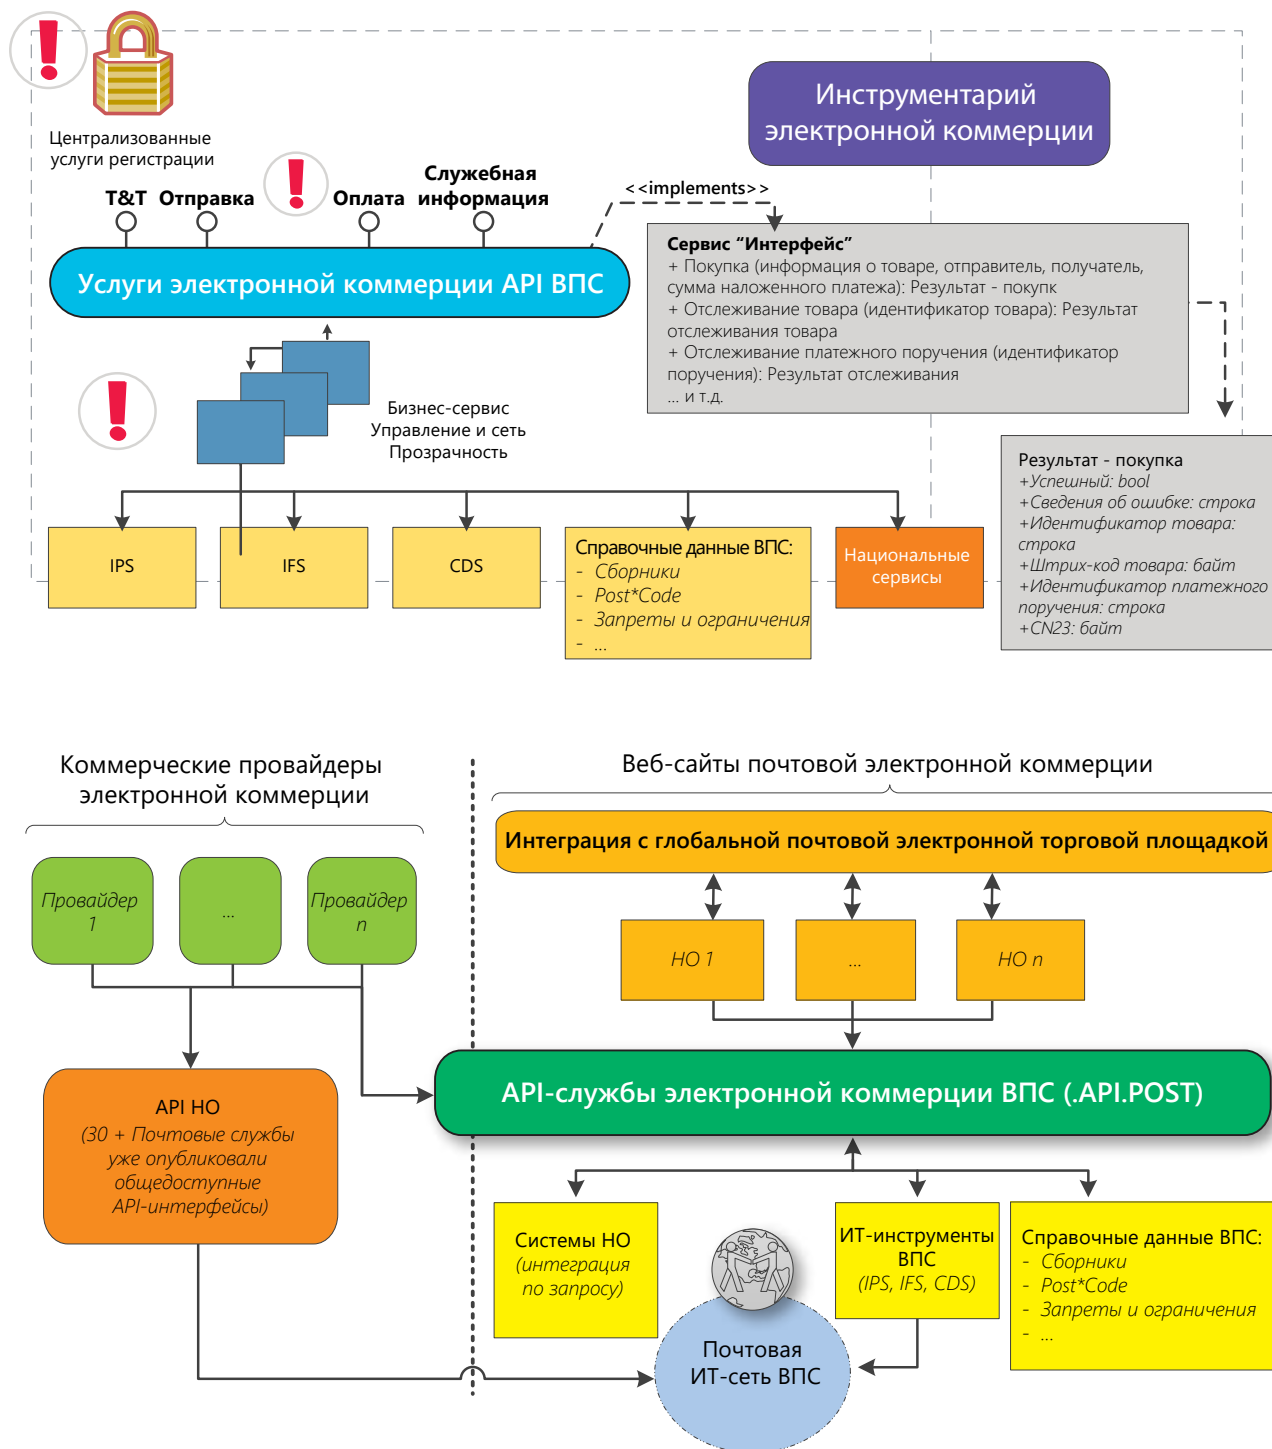 Централизованные
услуги регистрации
Инструментарий
электронной коммерции
T&T
Отправка
Оплата
Служебная
информация
<<implements>>
Услуги электронной коммерции API ВПС
Сервис “Интерфейс”
+ Покупка (информация о товаре, отправитель, получатель,
сумма наложенного платежа): Результат - покупк
+ Отслеживание товара (идентификатор товара): Результат
отслеживания товара
+ Отслеживание платежного поручения (идентификатор
поручения): Результат отслеживания
... и т.д.
Бизнес-сервис
Управление и сеть
Прозрачность
Результат - покупка
+Успешный: bool
+Сведения об ошибке: строка
+Идентификатор товара:
строка
+Штрих-код товара: байт
+Идентификатор платежного
поручения: строка
+CN23: байт
IPS
IFS
CDS
Справочные данные ВПС:
- Сборники
- Post*Code
- Запреты и ограничения
- ...
Национальные
сервисы
Коммерческие провайдеры
электронной коммерции
Веб-сайты почтовой электронной коммерции
Интеграция с глобальной почтовой электронной торговой площадкой
Провайдер
1
...
Провайдер
n
НО 1
...
НО n
API-службы электронной коммерции ВПС (.API.POST)
API НО
(30 + Почтовые службы
уже опубликовали
общедоступные
API-интерфейсы)
Системы НО
(интеграция
по запросу)
ИТ-инструменты
ВПС
(IPS, IFS, CDS)
Справочные данные ВПС:
- Сборники
- Post*Code
- Запреты и ограничения
- ...
Почтовая
ИТ-сеть ВПС